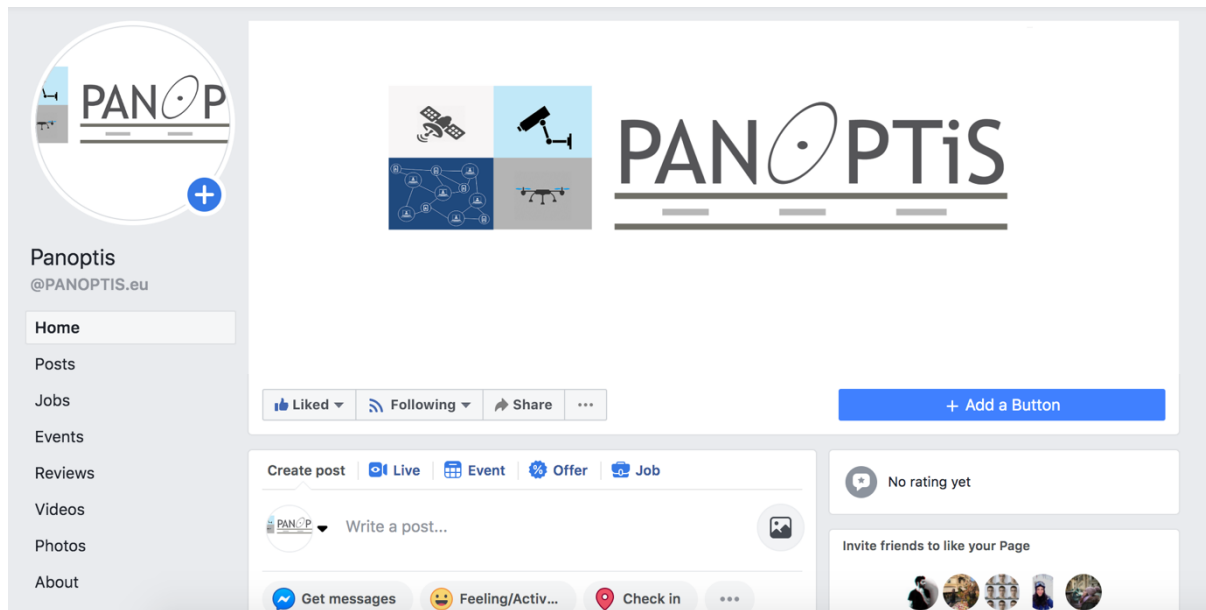 PANOP
PANOPTiS
Panoptis
@PANOPTIS.eu
Home
Posts
Jobs
Events
Reviews
Videos
Photos
About
Liked
Following
Share
+ Add a Button
Create post
Live
Event
Offer
Job
PANOP
Write a post...
Get messages
Feeling/Activ...
Check in
No rating yet
Invite friends to like your Page